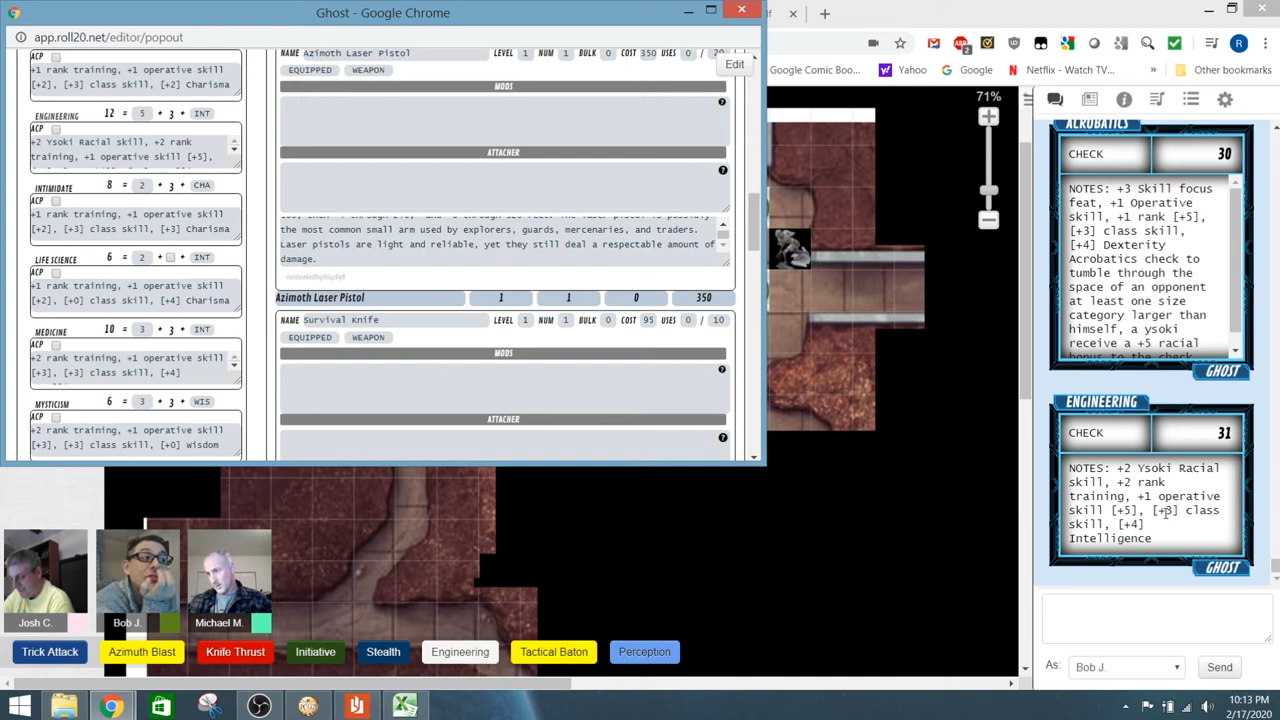 Ghost - Google Chrome
app.roll20.net/editor/popout
ACP
+1 rank training, +1 operative skill
[+2], [+3] class skill, [+2] Charisma
ENGINEERING 12 = 5 + 3 + INT
ACP
+2 Ysoki Racial skill, +2 rank
training, +1 operative skill [+5],
INTIMIDATE 8 = 2 + 3 + CHA
ACP
+1 rank training, +1 operative skill
[+2], [+3] class skill, [+3] Charisma
LIFE SCIENCE 6 = 2 + + INT
ACP
+1 rank training, +1 operative skill
[+2], [+0] class skill, [+4] Charisma
MEDICINE 10 = 3 + 3 + INT
ACP
+2 rank training, +1 operative skill
[+3], [+3] class skill, [+4]
MYSTICISM 6 = 3 + 3 + WIS
ACP
+2 rank training, +1 operative skill
[+3], [+3] class skill, [+0] wisdom
NAME Azimoth Laser Pistol LEVEL 1 NUM 1 BULK 0 COST 350 USES 0 / 20
Edit
EQUIPPED WEAPON
MODS
ATTACHER
the most common small arm used by explorers, guards, mercenaries, and traders.
Laser pistols are light and reliable, yet they still deal a respectable amount of
damage.
Azimoth Laser Pistol 1 1 0 350
NAME Survival Knife LEVEL 1 NUM 1 BULK 0 COST 95 USES 0 / 10
EQUIPPED WEAPON
MODS
ATTACHER
Google Comic Boo...
Yahoo
Google
Netflix - Watch TV...
»
Other bookmarks
71%
ACROBATICS
CHECK 30
NOTES: +3 Skill focus
feat, +1 Operative
skill, +1 rank [+5],
[+3] class skill,
[+4] Dexterity
Acrobatics check to
tumble through the
space of an opponent
at least one size
category larger than
himself, a ysoki
receive a +5 racial
bonus to the check
GHOST
ENGINEERING
CHECK 31
NOTES: +2 Ysoki Racial
skill, +2 rank
training, +1 operative
skill [+5], [+3] class
skill, [+4]
Intelligence
GHOST
As: Bob J. Send
Josh C.
Bob J.
Michael M.
Trick Attack
Azimuth Blast
Knife Thrust
Initiative
Stealth
Engineering
Tactical Baton
Perception
10:13 PM
2/17/2020